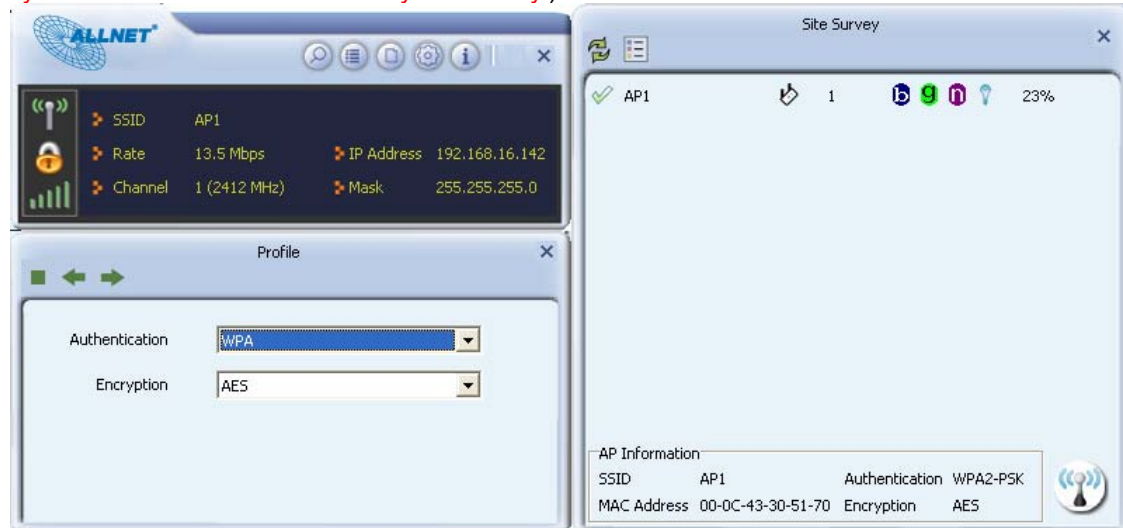 ALLNET
SSID AP1
Rate 13.5 Mbps IP Address 192.168.16.142
Channel 1 (2412 MHz) Mask 255.255.255.0
Profile
Authentication WPA
Encryption AES
Site Survey
AP1 1 b g n 23%
AP Information
SSID AP1 Authentication WPA2-PSK
MAC Address 00-0C-43-30-51-70 Encryption AES